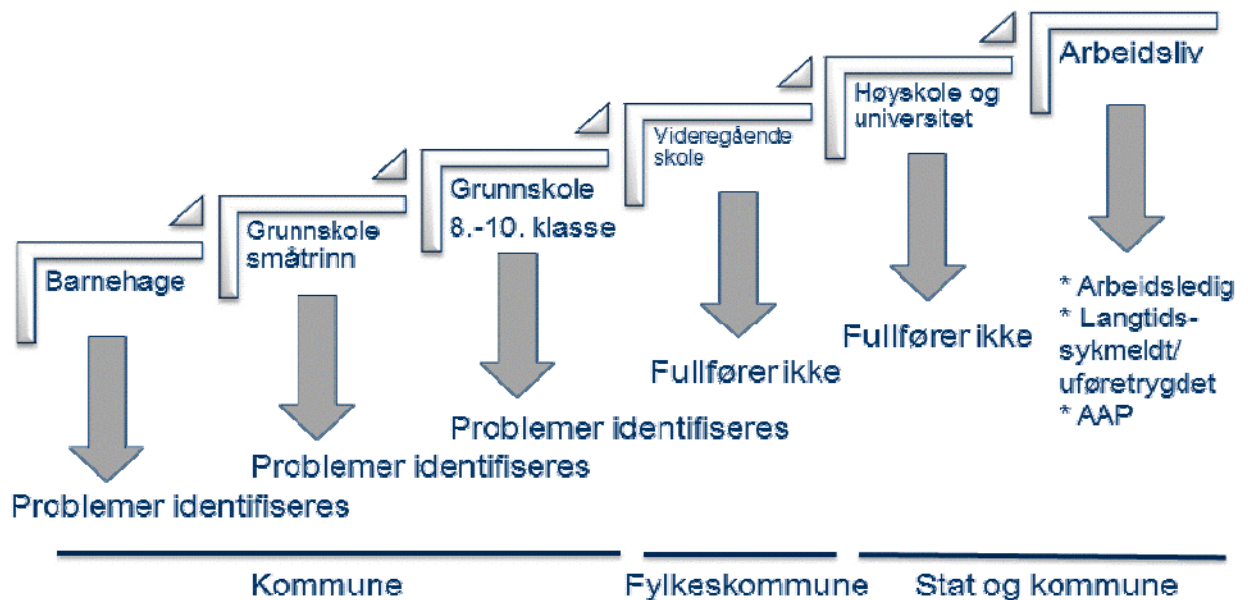 Barnehage
Problemer identifiseres
Grunnskole
småtrinn
Problemer identifiseres
Grunnskole
8.-10. klasse
Problemer identifiseres
Videregående
skole
Fullfører ikke
Høyskole og
universitet
Fullfører ikke
Arbeidsliv
* Arbeidsledig
* Langtids-
sykmeldt/
uføretrygdet
* AAP
Kommune
Fylkeskommune
Stat og kommune